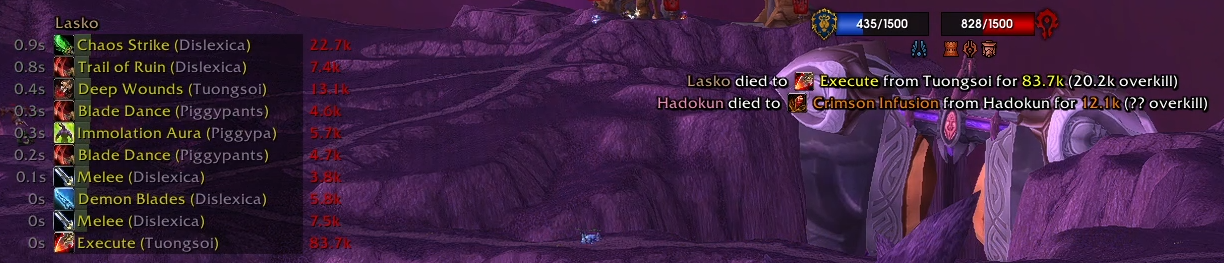 Lasko
0.9s Chaos Strike (Dislexica) 22.7k
0.8s Trail of Ruin (Dislexica) 7.4k
0.4s Deep Wounds (Tuongsoi) 13.1k
0.3s Blade Dance (Piggypants) 4.6k
0.3s Immolation Aura (Piggypa) 5.7k
0.2s Blade Dance (Piggypants) 4.7k
0.1s Melee (Dislexica) 3.8k
0s Demon Blades (Dislexica) 5.8k
0s Melee (Dislexica) 7.5k
0s Execute (Tuongsoi) 83.7k
435/1500 828/1500
Lasko died to Execute from Tuongsoi for 83.7k (20.2k overkill)
Hadokun died to Crimson Infusion from Hadokun for 12.1k (?? overkill)